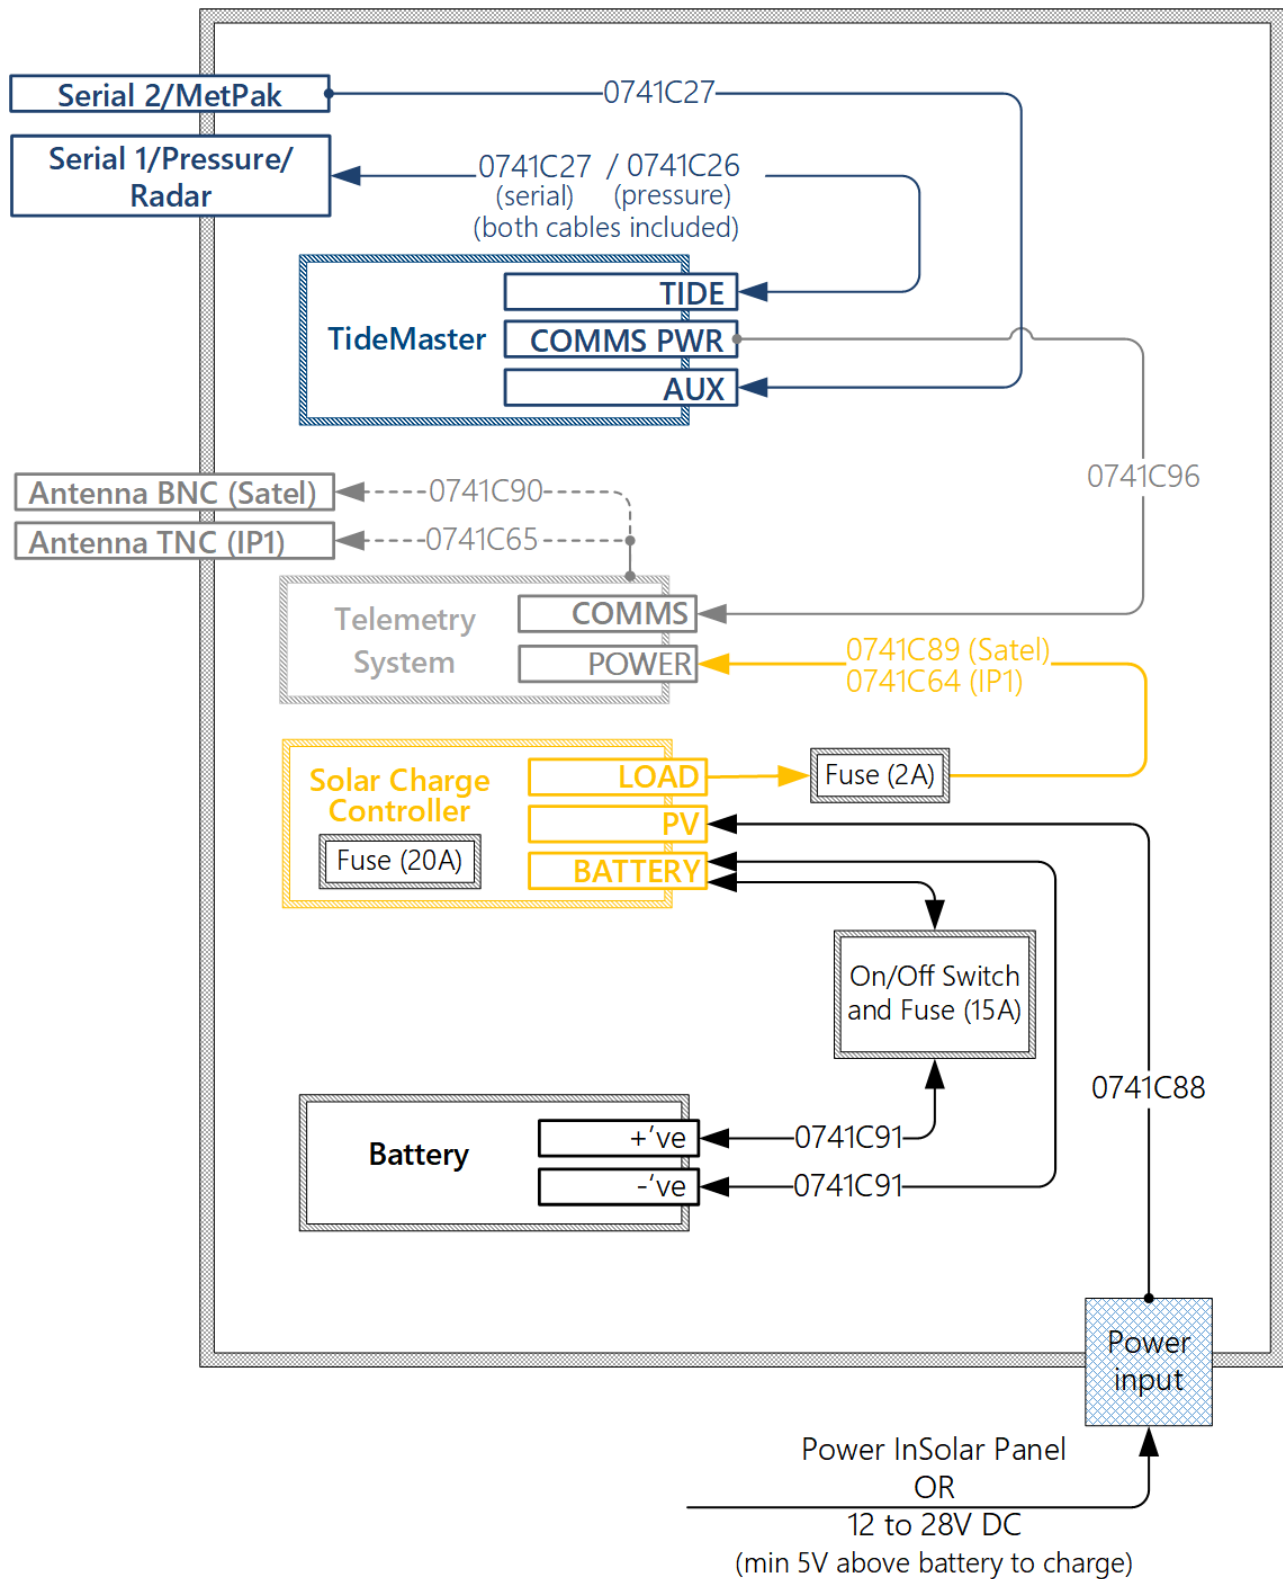 Serial 2/MetPak
0741C27
Serial 1/Pressure/
Radar
0741C27 / 0741C26
(serial) (pressure)
(both cables included)
TideMaster
TIDE
COMMS PWR
AUX
0741C96
Antenna BNC (Satel)
0741C90
Antenna TNC (IP1)
0741C65
Telemetry
System
COMMS
POWER
0741C89 (Satel)
0741C64 (IP1)
Solar Charge
Controller
Fuse (20A)
LOAD
PV
BATTERY
Fuse (2A)
On/Off Switch
and Fuse (15A)
0741C88
Battery
+'ve
-'ve
0741C91
0741C91
Power
input
Power InSolar Panel
OR
12 to 28V DC
(min 5V above battery to charge)